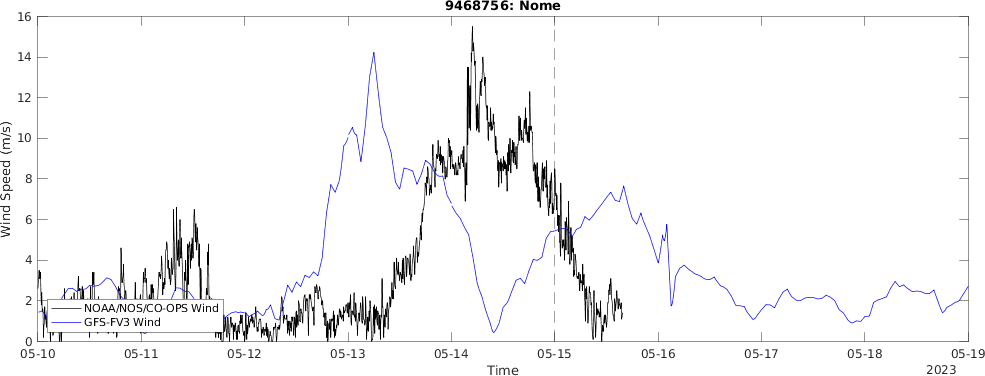 9468756: Nome
Wind Speed (m/s)
16
14
12
10
8
6
4
2
0
NOAA/NOS/CO-OPS Wind
GFS-FV3 Wind
05-10 05-11 05-12 05-13 05-14 05-15 05-16 05-17 05-18 05-19
Time
2023